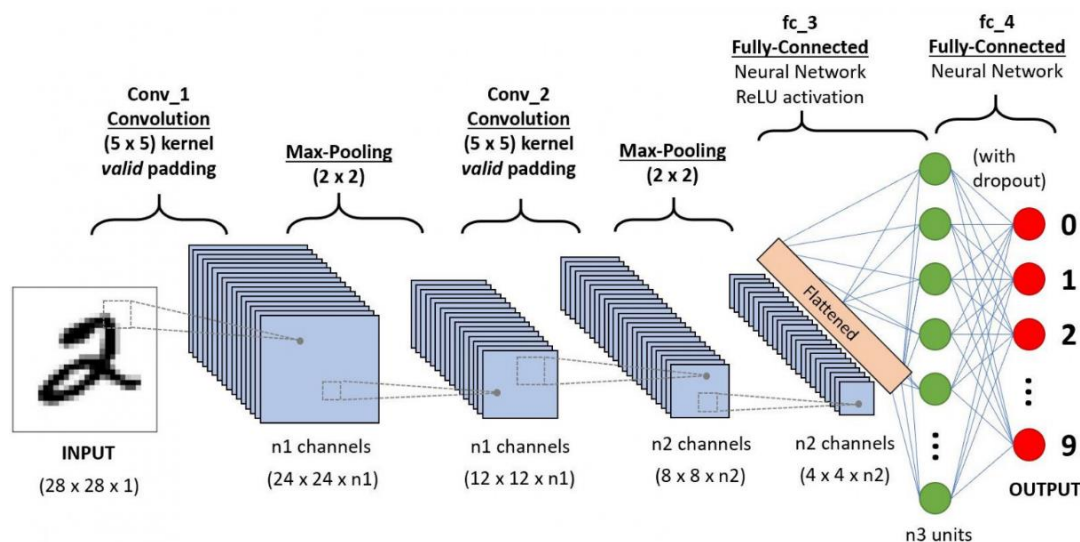 fc_3
Fully-Connected
Neural Network
ReLU activation
fc_4
Fully-Connected
Neural Network
Conv_1
Convolution
(5 x 5) kernel
valid padding
Max-Pooling
(2 x 2)
Conv_2
Convolution
(5 x 5) kernel
valid padding
Max-Pooling
(2 x 2)
(with
dropout)
Flattened
0
1
2
9
INPUT
(28 x 28 x 1)
n1 channels
(24 x 24 x n1)
n1 channels
(12 x 12 x n1)
n2 channels
(8 x 8 x n2)
n2 channels
(4 x 4 x n2)
OUTPUT
n3 units